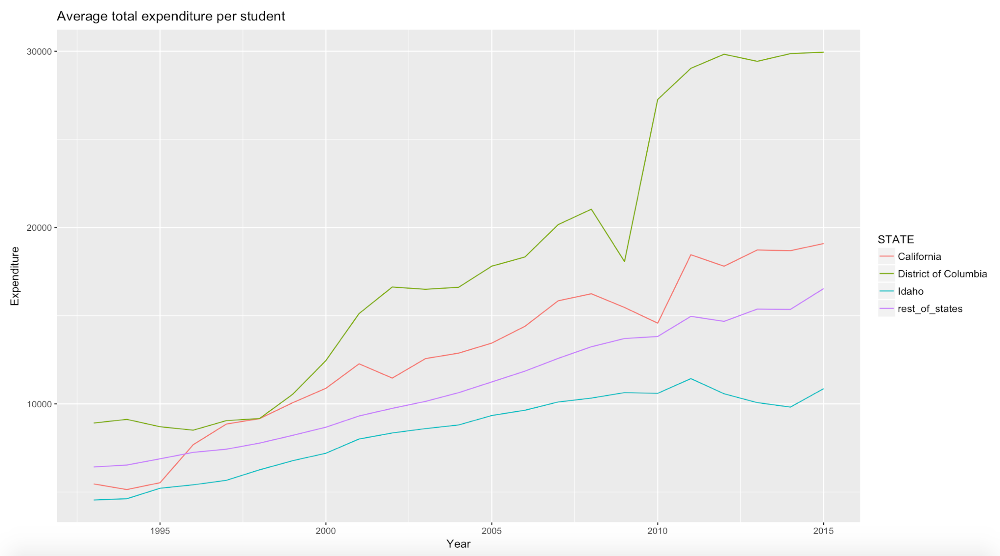 Average total expenditure per student
30000
20000
10000
Expenditure
1995 2000 2005 2010 2015
Year
STATE
California
District of Columbia
Idaho
rest_of_states